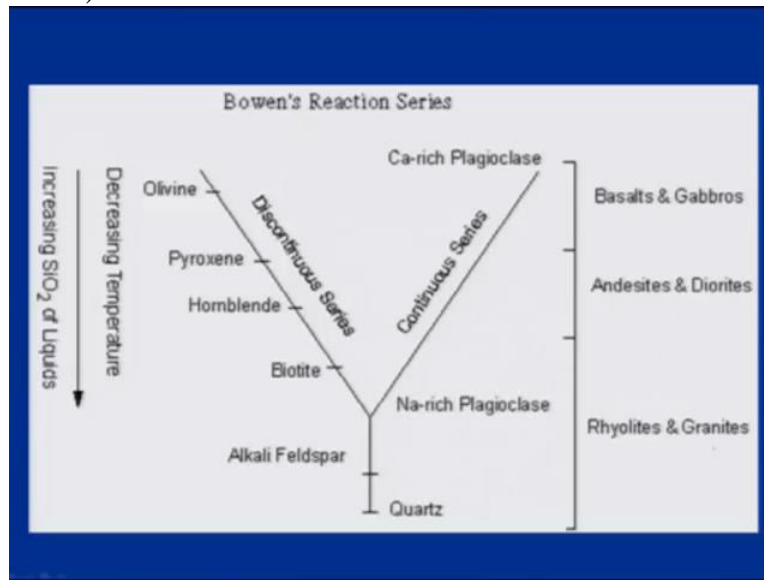 Bowen's Reaction Series
Increasing SiO2 of Liquids
Decreasing Temperature
Olivine
Pyroxene
Hornblende
Biotite
Discontinuous Series
Continuous Series
Ca-rich Plagioclase
Na-rich Plagioclase
Alkali Feldspar
Quartz
Basalts & Gabbros
Andesites & Diorites
Rhyolites & Granites